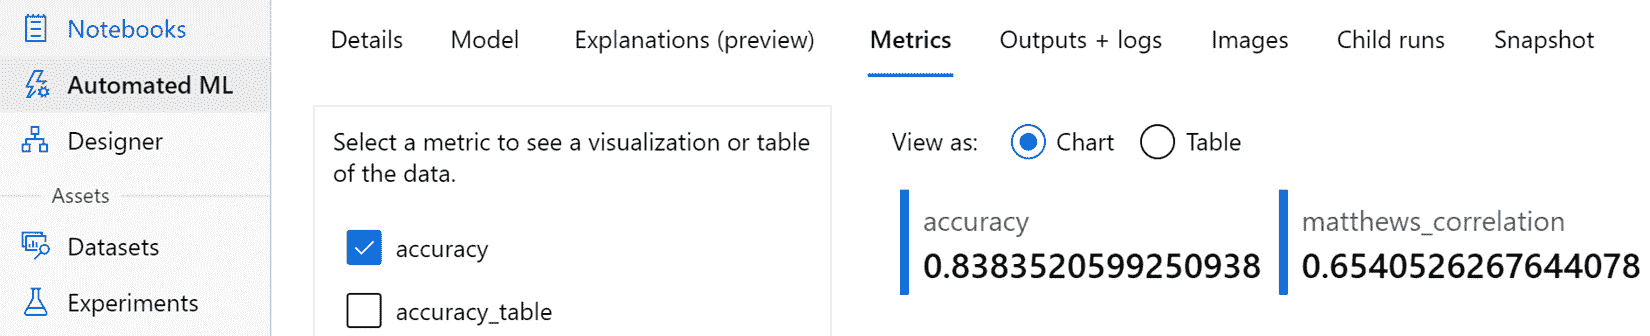 Notebooks
Automated ML
Designer
Assets
Datasets
Experiments
Details Model Explanations (preview) Metrics Outputs + logs Images Child runs Snapshot
Select a metric to see a visualization or table
of the data.
accuracy
accuracy_table
View as: Chart Table
accuracy matthews_correlation
0.8383520599250938 0.6540526267644078